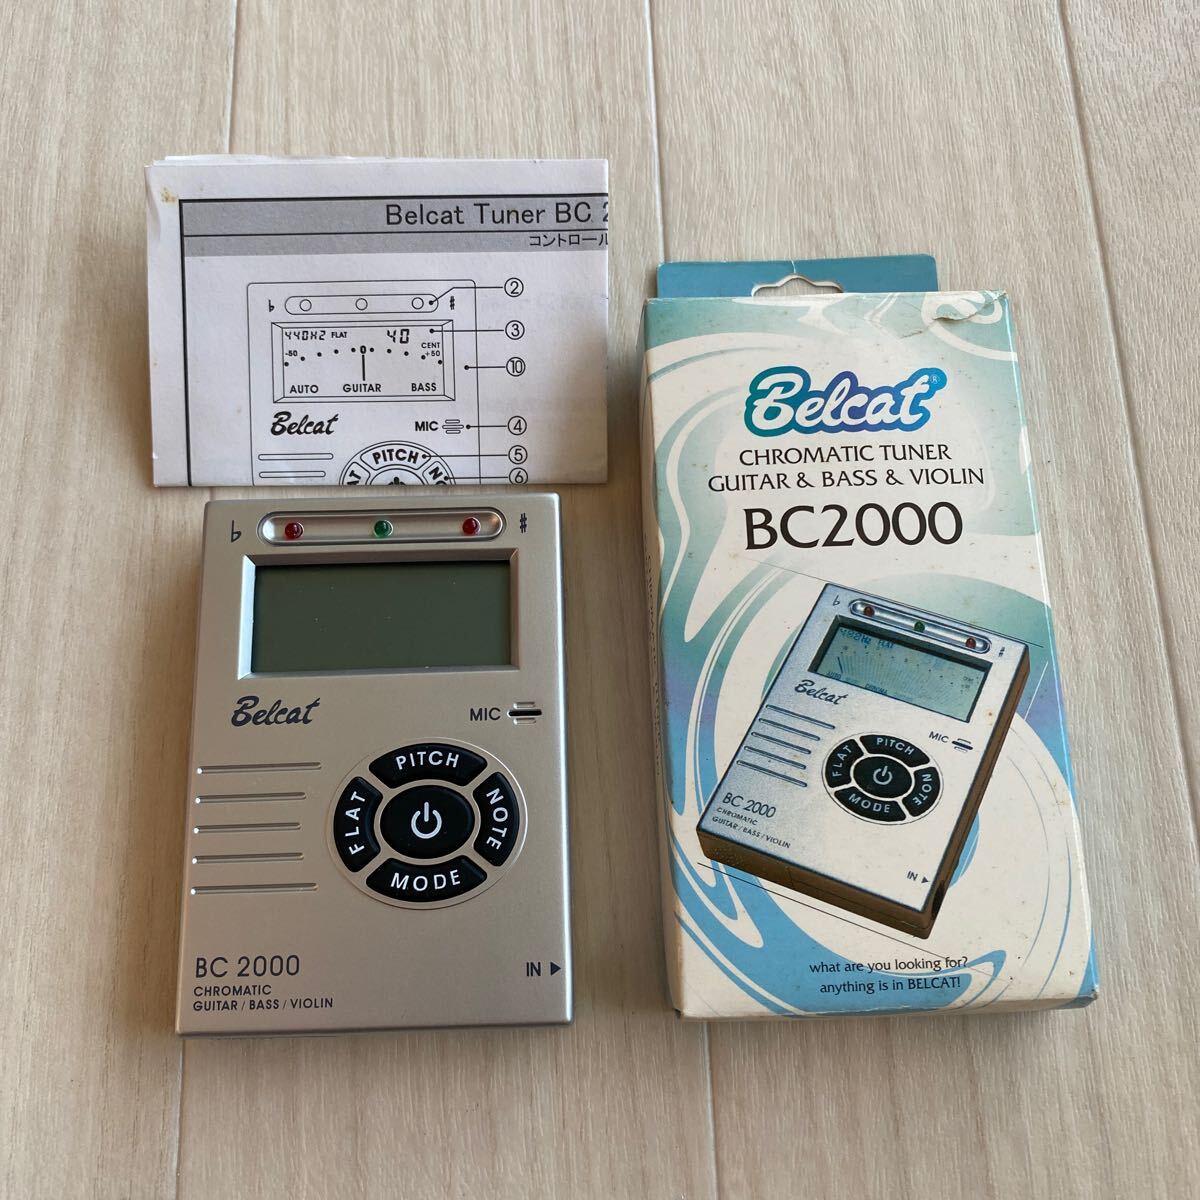 Belcat Tuner BC 2
コントロール
♭
♯
②
440HZ FLAT 40
③
-50 0 CENT +50
⑩
AUTO GUITAR BASS
Belcat MIC
④
PITCH
⑤
⑥
♭ ♯
Belcat
MIC
PITCH
FLAT
NOTE
MODE
BC 2000
CHROMATIC
GUITAR / BASS / VIOLIN
IN ▶
Belcat®
CHROMATIC TUNER
GUITAR & BASS & VIOLIN
BC2000
♭
♯
FLAT
Belcat
MIC
PITCH
FLAT
NOTE
MODE
BC 2000
CHROMATIC
GUITAR / BASS / VIOLIN
IN ▶
what are you looking for?
anything is in BELCAT!